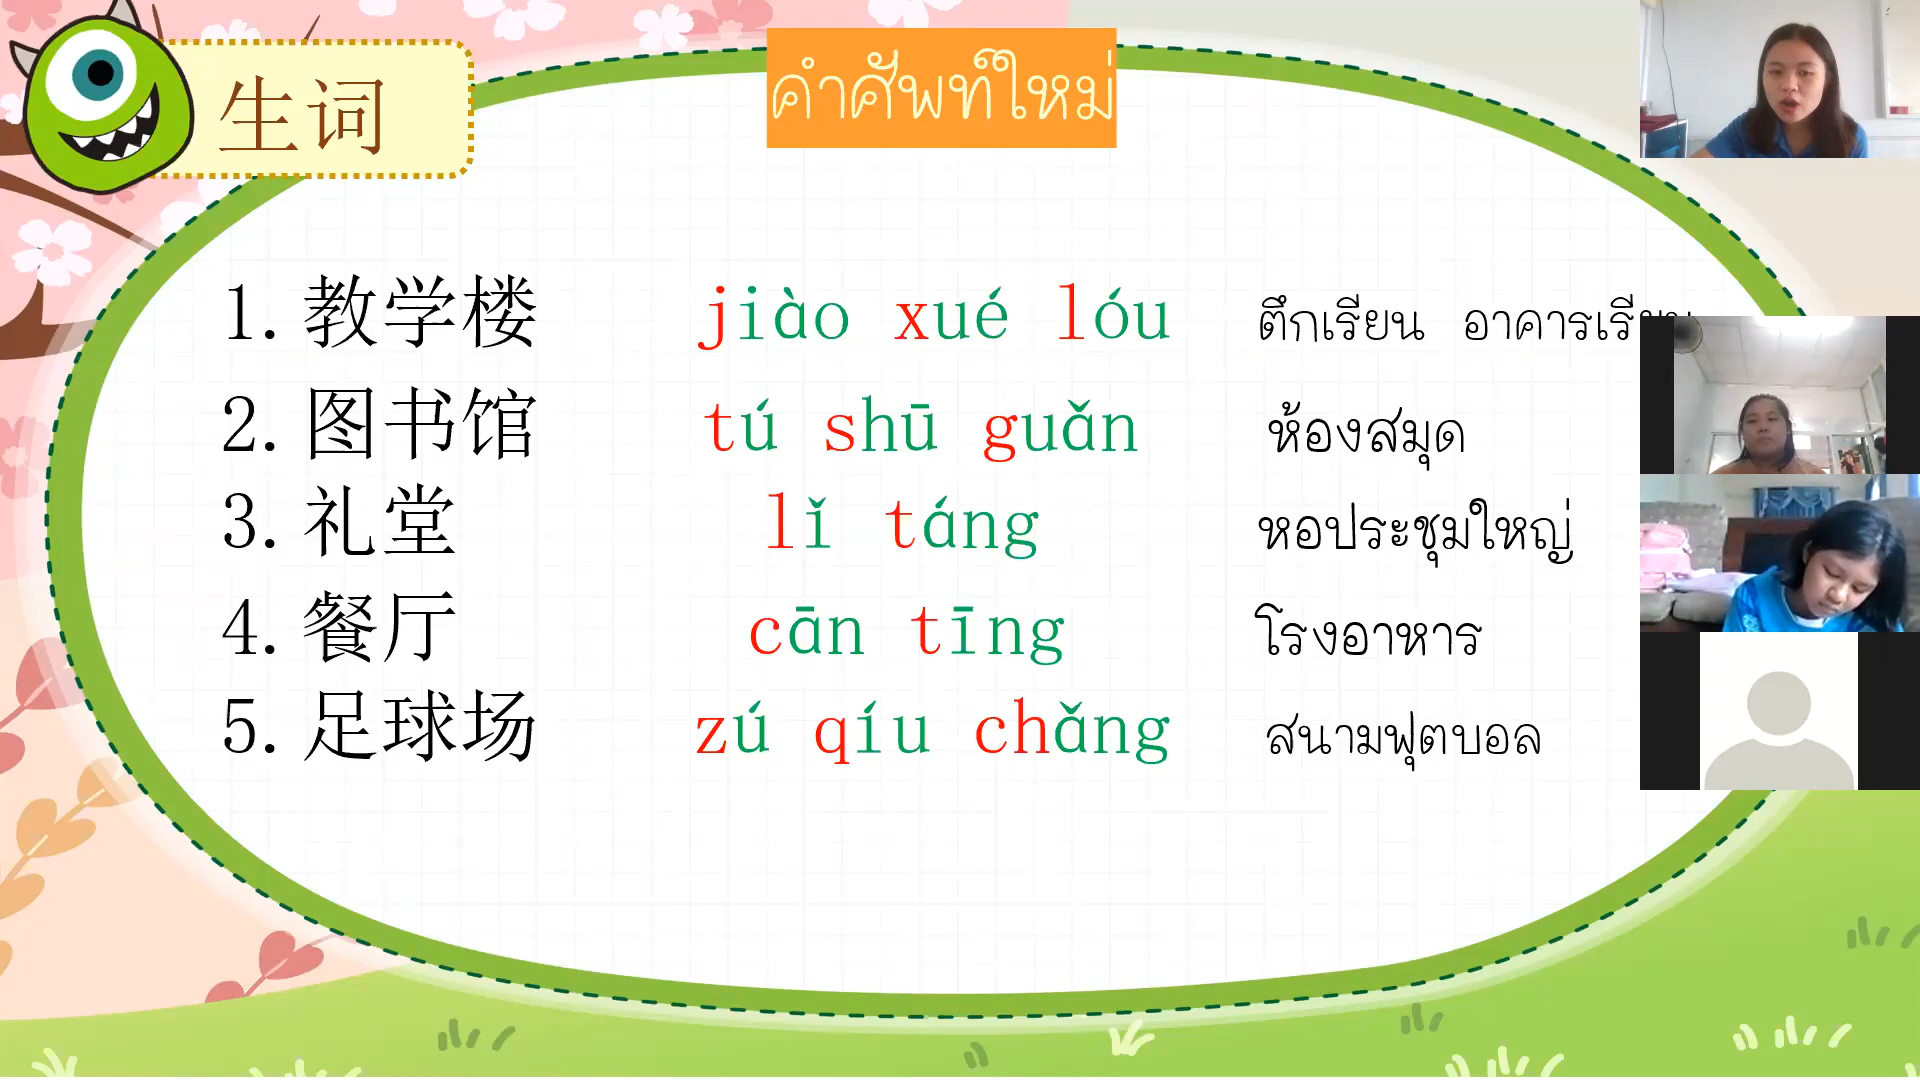 生词
คำศัพท์ใหม่
1. 教学楼 jiào xué lóu ตึกเรียน
2. 图书馆 tú shū guǎn ห้องสมุด
3. 礼堂 lǐ táng หอประชุมใหญ่
4. 餐厅 cān tīng โรงอาหาร
5. 足球场 zú qíu chǎng สนามฟุตบอล